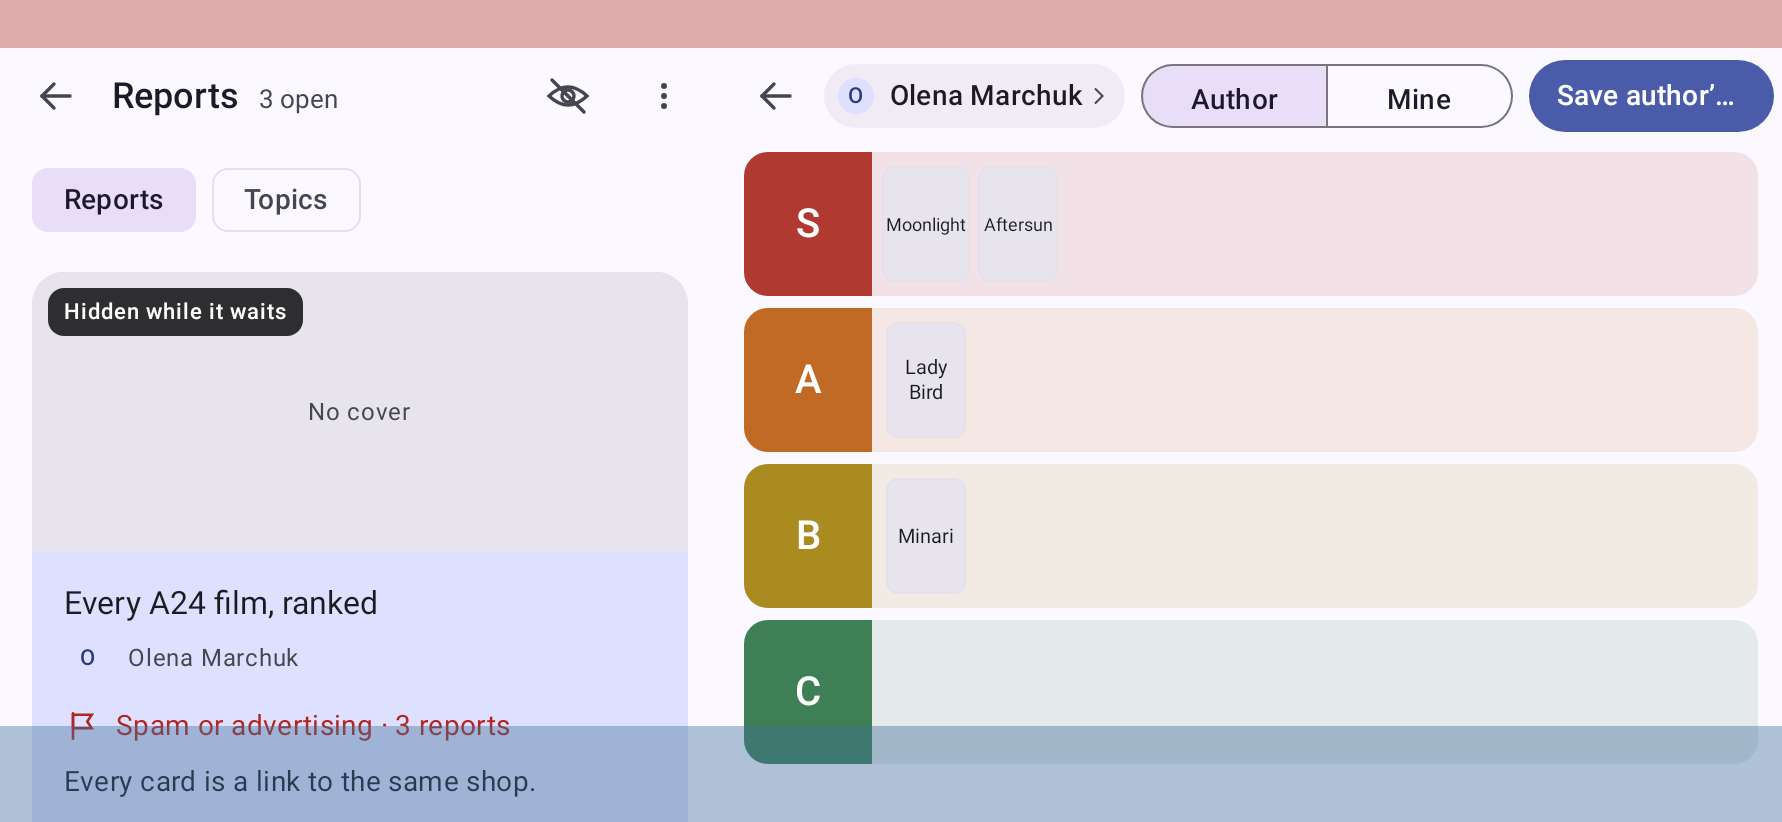 Reports 3 open
Reports
Topics
Hidden while it waits
No cover
Every A24 film, ranked
O Olena Marchuk
Spam or advertising · 3 reports
Every card is a link to the same shop.
O Olena Marchuk
Author
Mine
Save author’…
S
Moonlight
Aftersun
A
Lady
Bird
B
Minari
C